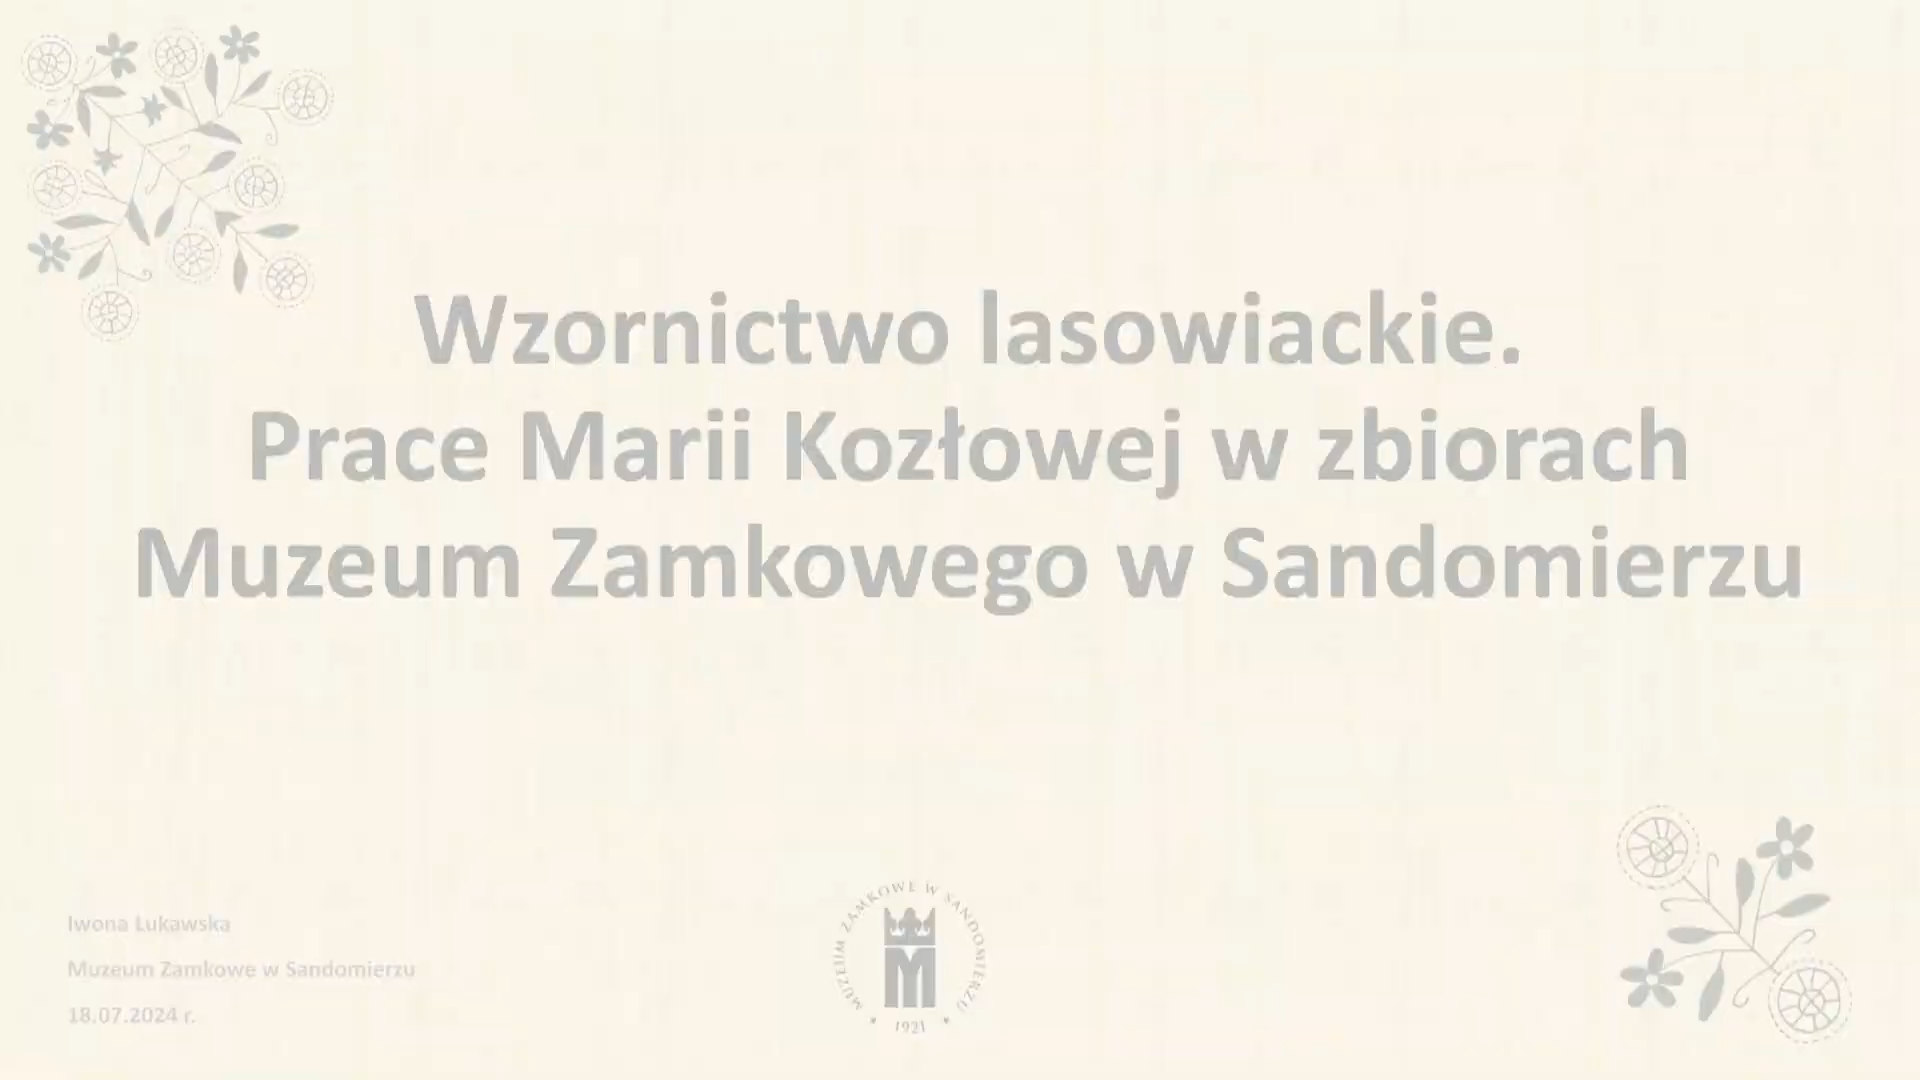 Wzornictwo lasowiackie.
Prace Marii Kozłowej w zbiorach
Muzeum Zamkowego w Sandomierzu
Iwona Łukawska
Muzeum Zamkowe w Sandomierzu
18.07.2024 r.
MUZEUM ZAMKOWE W SANDOMIERZU
M
1921